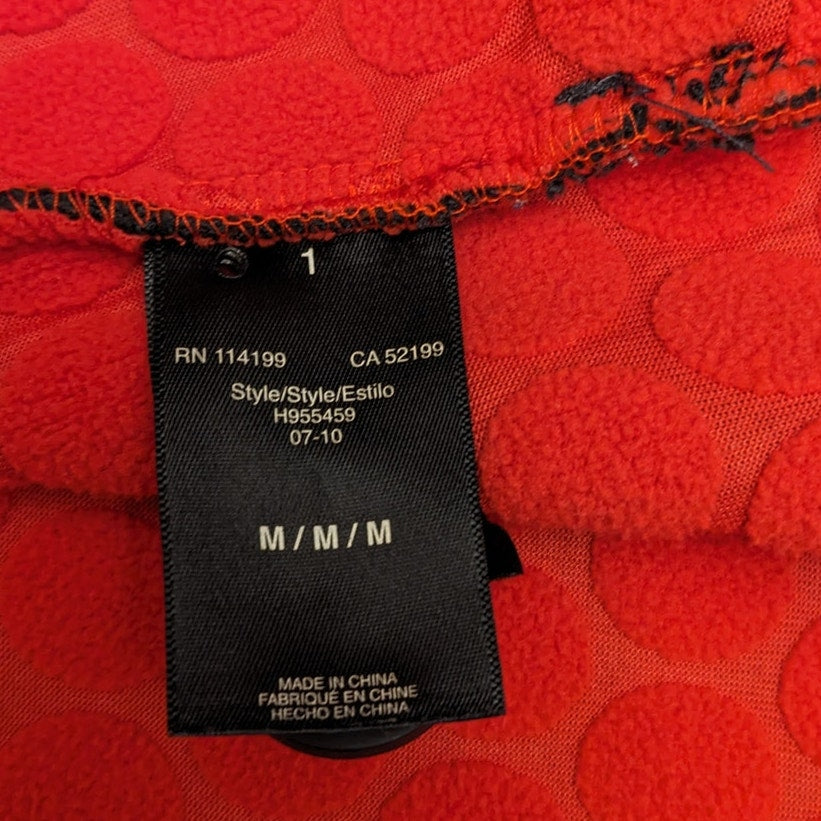 1
RN 114199 CA 52199
Style/Style/Estilo
H955459
07-10
M / M / M
MADE IN CHINA
FABRIQUÉ EN CHINE
HECHO EN CHINA